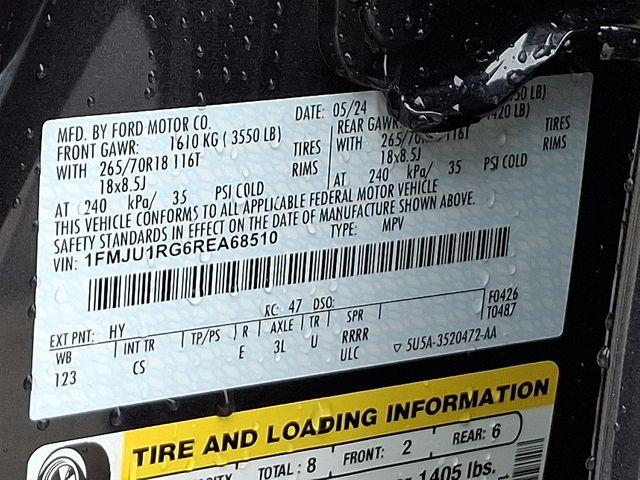 MFD. BY FORD MOTOR CO. DATE: 05/24
FRONT GAWR: 1610 KG ( 3550 LB) REAR GAWR
WITH 265/70R18 116T TIRES WITH 265/70R18 116T TIRES
18x8.5J RIMS 18x8.5J RIMS
AT 240 kPa/ 35 PSI COLD AT 240 kPa/ 35 PSI COLD
THIS VEHICLE CONFORMS TO ALL APPLICABLE FEDERAL MOTOR VEHICLE
SAFETY STANDARDS IN EFFECT ON THE DATE OF MANUFACTURE SHOWN ABOVE.
VIN: 1FMJU1RG6REA68510 TYPE: MPV
RC: 47 DSO: F0426
EXT PNT: HY T0487
WB INT TR TP/PS R AXLE TR SPR
123 CS E 3L U RRRR
ULC ▽ 5U5A-3520472-AA
TIRE AND LOADING INFORMATION
TOTAL : 8 FRONT: 2 REAR: 6
1405 lbs.